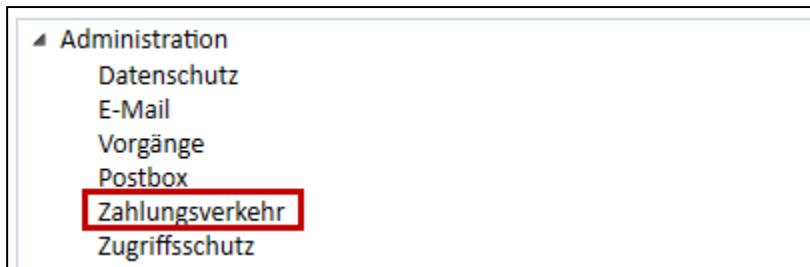 Administration
Datenschutz
E-Mail
Vorgänge
Postbox
Zahlungsverkehr
Zugriffsschutz